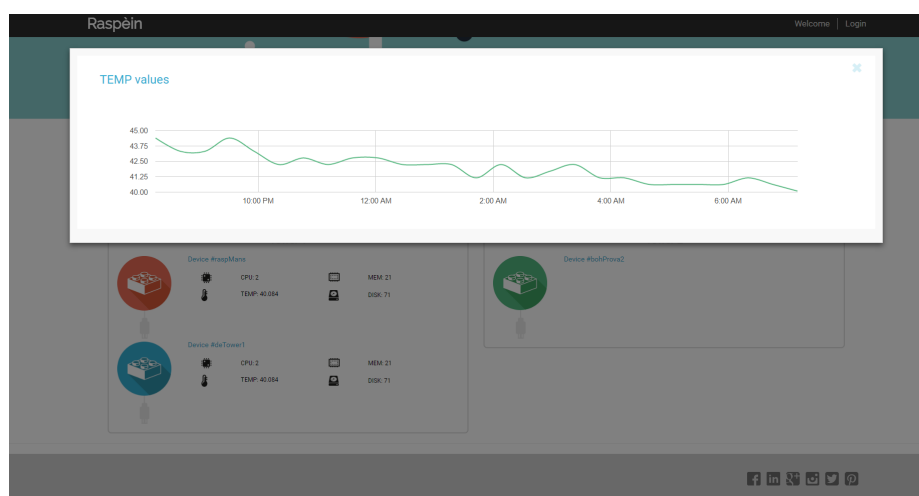 Raspèin
Welcome | Login
TEMP values
45.00
43.75
42.50
41.25
40.00
10:00 PM 12:00 AM 2:00 AM 4:00 AM 6:00 AM
Device #raspMans
CPU: 2 MEM: 21
TEMP: 40.084 DISK: 71
Device #bohProva2
Device #daTower1
CPU: 2 MEM: 21
TEMP: 40.084 DISK: 71